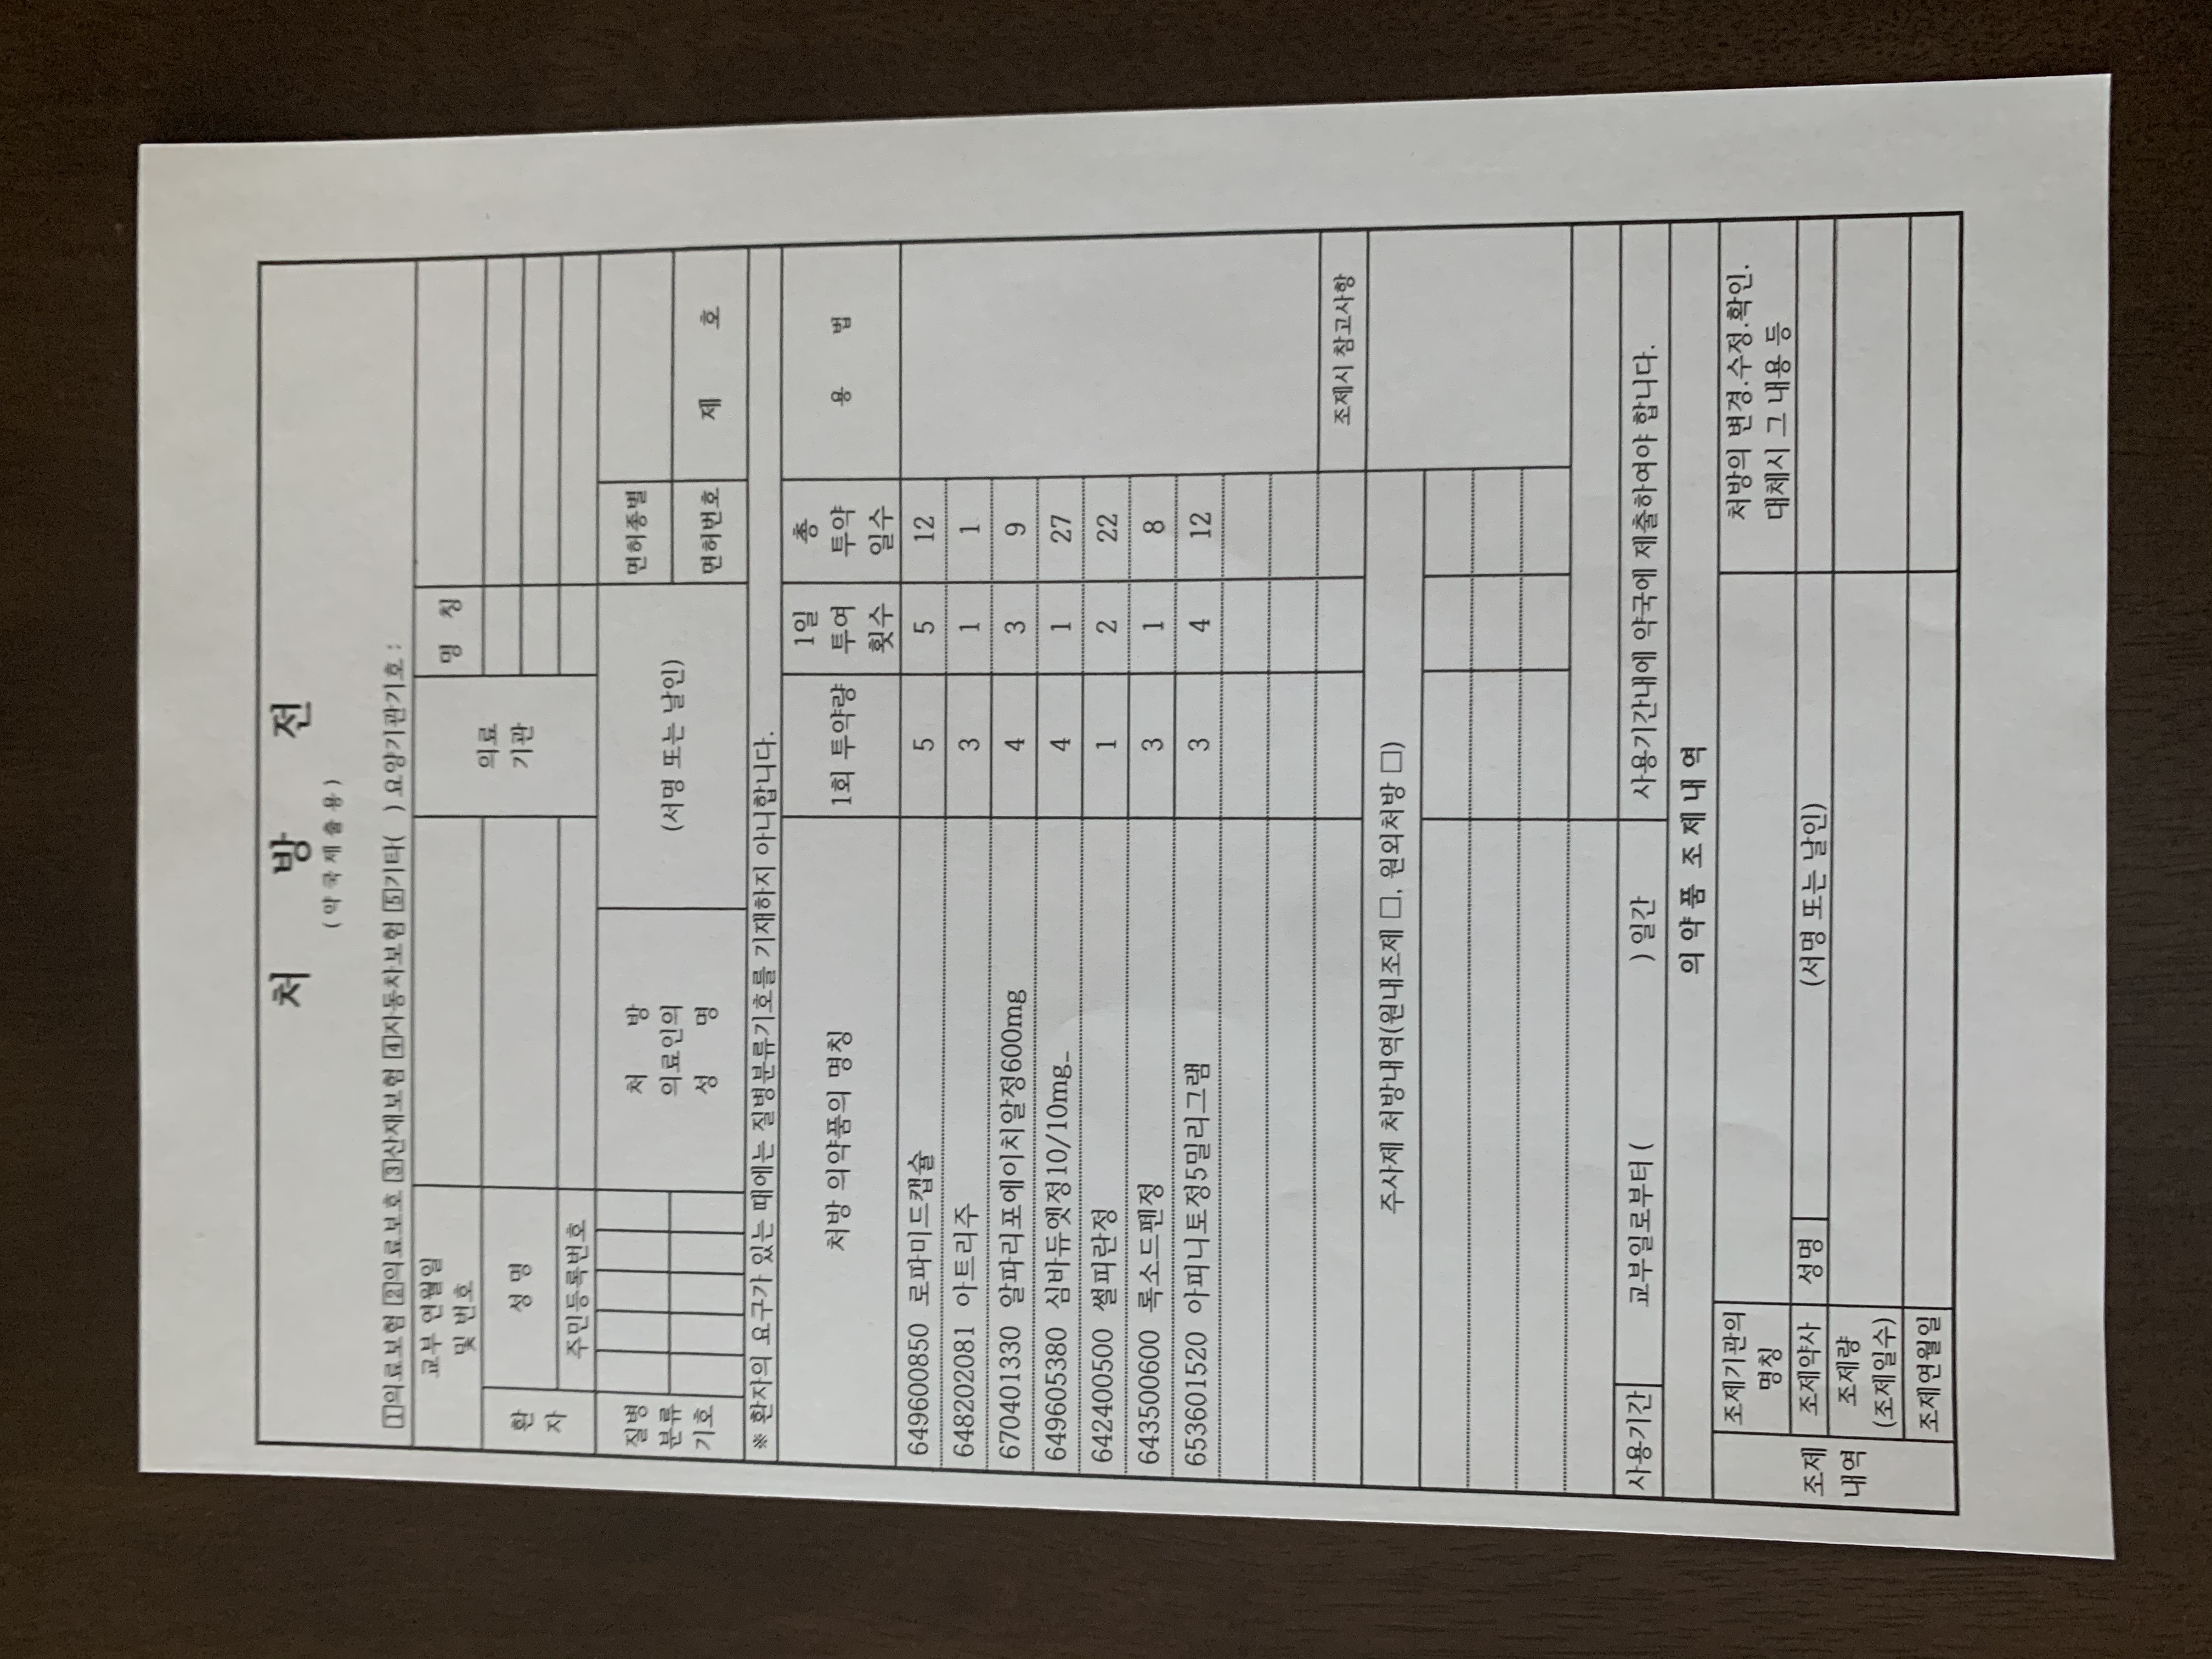 처 방 전
(약국제출용)
1의료보험 2의료보호 3산재보험 4자동차보험 5기타( ) 요양기관기호 :
교부 연월일 및 번호
의료 기관
명 칭
환자
성 명
주민등록번호
질병 분류 기호
처 방 의료인의 성 명
(서명 또는 날인)
면허종별
면허번호
제 호
※ 환자의 요구가 있는 때에는 질병분류기호를 기재하지 아니합니다.
처방 의약품의 명칭 1회 투약량 1일 투여 횟수 총 투약 일수 용 법
649600850 로파미드캡슐 5 5 12
648202081 아트리주 3 1 1
670401330 알파리포에이치알정600mg 4 3 9
649605380 심바듀엣정10/10mg_ 4 1 27
642400500 썰피란정 1 2 22
643500600 록소드펜정 3 1 8
653601520 아피니토정5밀리그램 3 4 12
조제시 참고사항
주사제 처방내역(원내조제 □, 원외처방 □)
사용기간 교부일로부터 ( ) 일간 사용기간내에 약국에 제출하여야 합니다.
의약품 조제내역
조제 내역
조제기관의 명칭
처방의 변경.수정.확인.
대체시 그 내용 등
조제약사 성명 (서명 또는 날인)
조제량
(조제일수)
조제연월일